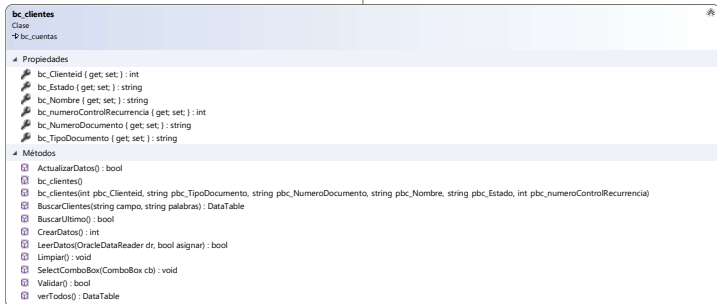 bc_clientes
Clase
bc_cuentas
Propiedades
bc_Clienteid { get; set; } : int
bc_Estado { get; set; } : string
bc_Nombre { get; set; } : string
bc_numeroControlRecurrencia { get; set; } : int
bc_NumeroDocumento { get; set; } : string
bc_TipoDocumento { get; set; } : string
Métodos
ActualizarDatos() : bool
bc_clientes()
bc_clientes(int pbc_Clienteid, string pbc_TipoDocumento, string pbc_NumeroDocumento, string pbc_Nombre, string pbc_Estado, int pbc_numeroControlRecurrencia)
BuscarClientes(string campo, string palabras) : DataTable
BuscarUltimo() : bool
CrearDatos() : int
LeerDatos(OracleDataReader dr, bool asignar) : bool
Limpiar() : void
SelectComboBox(ComboBox cb) : void
Validar() : bool
verTodos() : DataTable